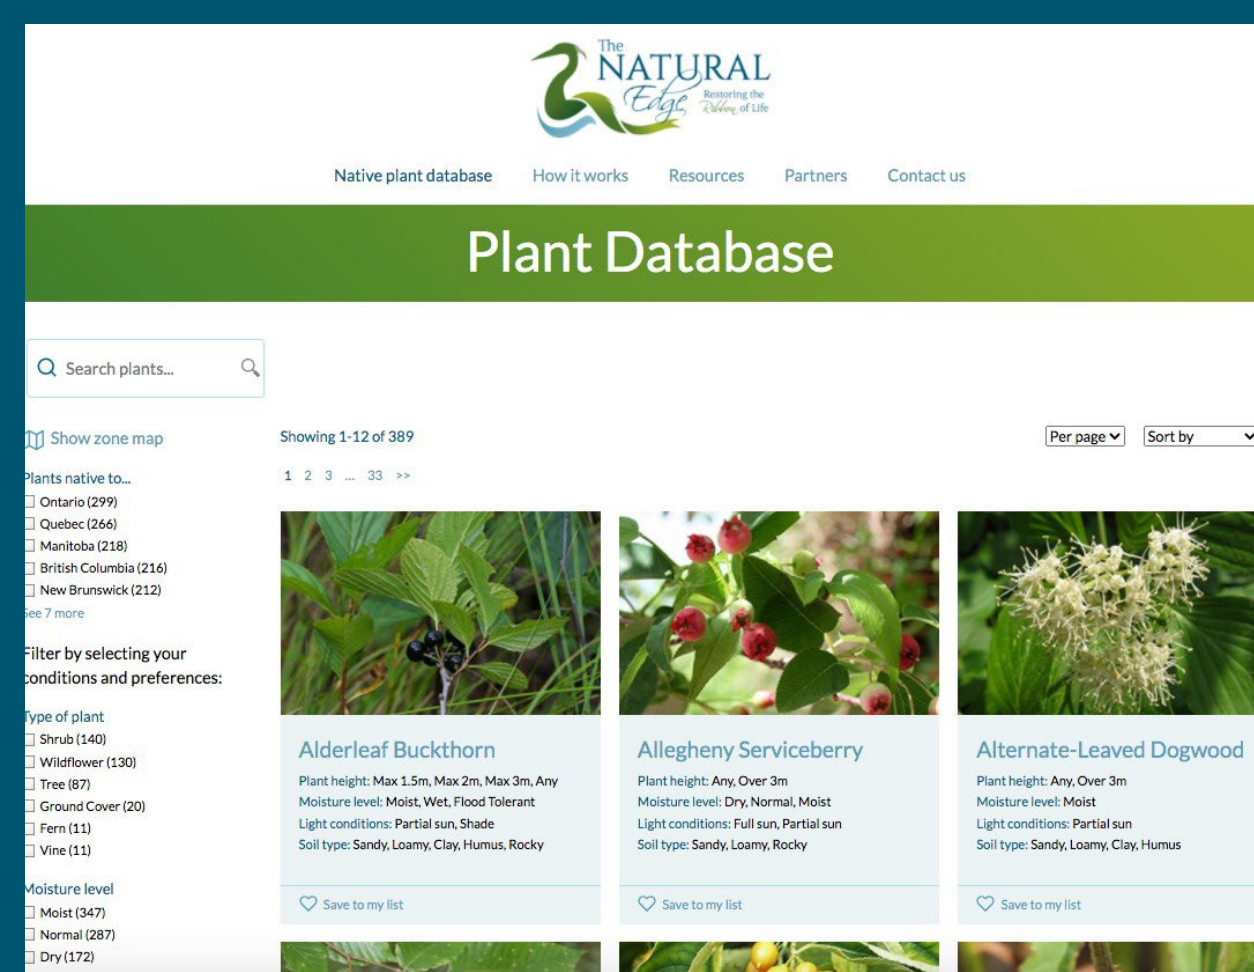 The
NATURAL
Edge Restoring the
Ribbon of Life
Native plant database How it works Resources Partners Contact us
Plant Database
Search plants...
Show zone map
Showing 1-12 of 389
Per page
Sort by
1 2 3 ... 33 >>
Plants native to...
Ontario (299)
Quebec (266)
Manitoba (218)
British Columbia (216)
New Brunswick (212)
See 7 more
Filter by selecting your
conditions and preferences:
Type of plant
Shrub (140)
Wildflower (130)
Tree (87)
Ground Cover (20)
Fern (11)
Vine (11)
Moisture level
Moist (347)
Normal (287)
Dry (172)
Alderleaf Buckthorn
Plant height: Max 1.5m, Max 2m, Max 3m, Any
Moisture level: Moist, Wet, Flood Tolerant
Light conditions: Partial sun, Shade
Soil type: Sandy, Loamy, Clay, Humus, Rocky
Save to my list
Allegheny Serviceberry
Plant height: Any, Over 3m
Moisture level: Dry, Normal, Moist
Light conditions: Full sun, Partial sun
Soil type: Sandy, Loamy, Rocky
Save to my list
Alternate-Leaved Dogwood
Plant height: Any, Over 3m
Moisture level: Moist
Light conditions: Partial sun
Soil type: Sandy, Loamy, Clay, Humus
Save to my list